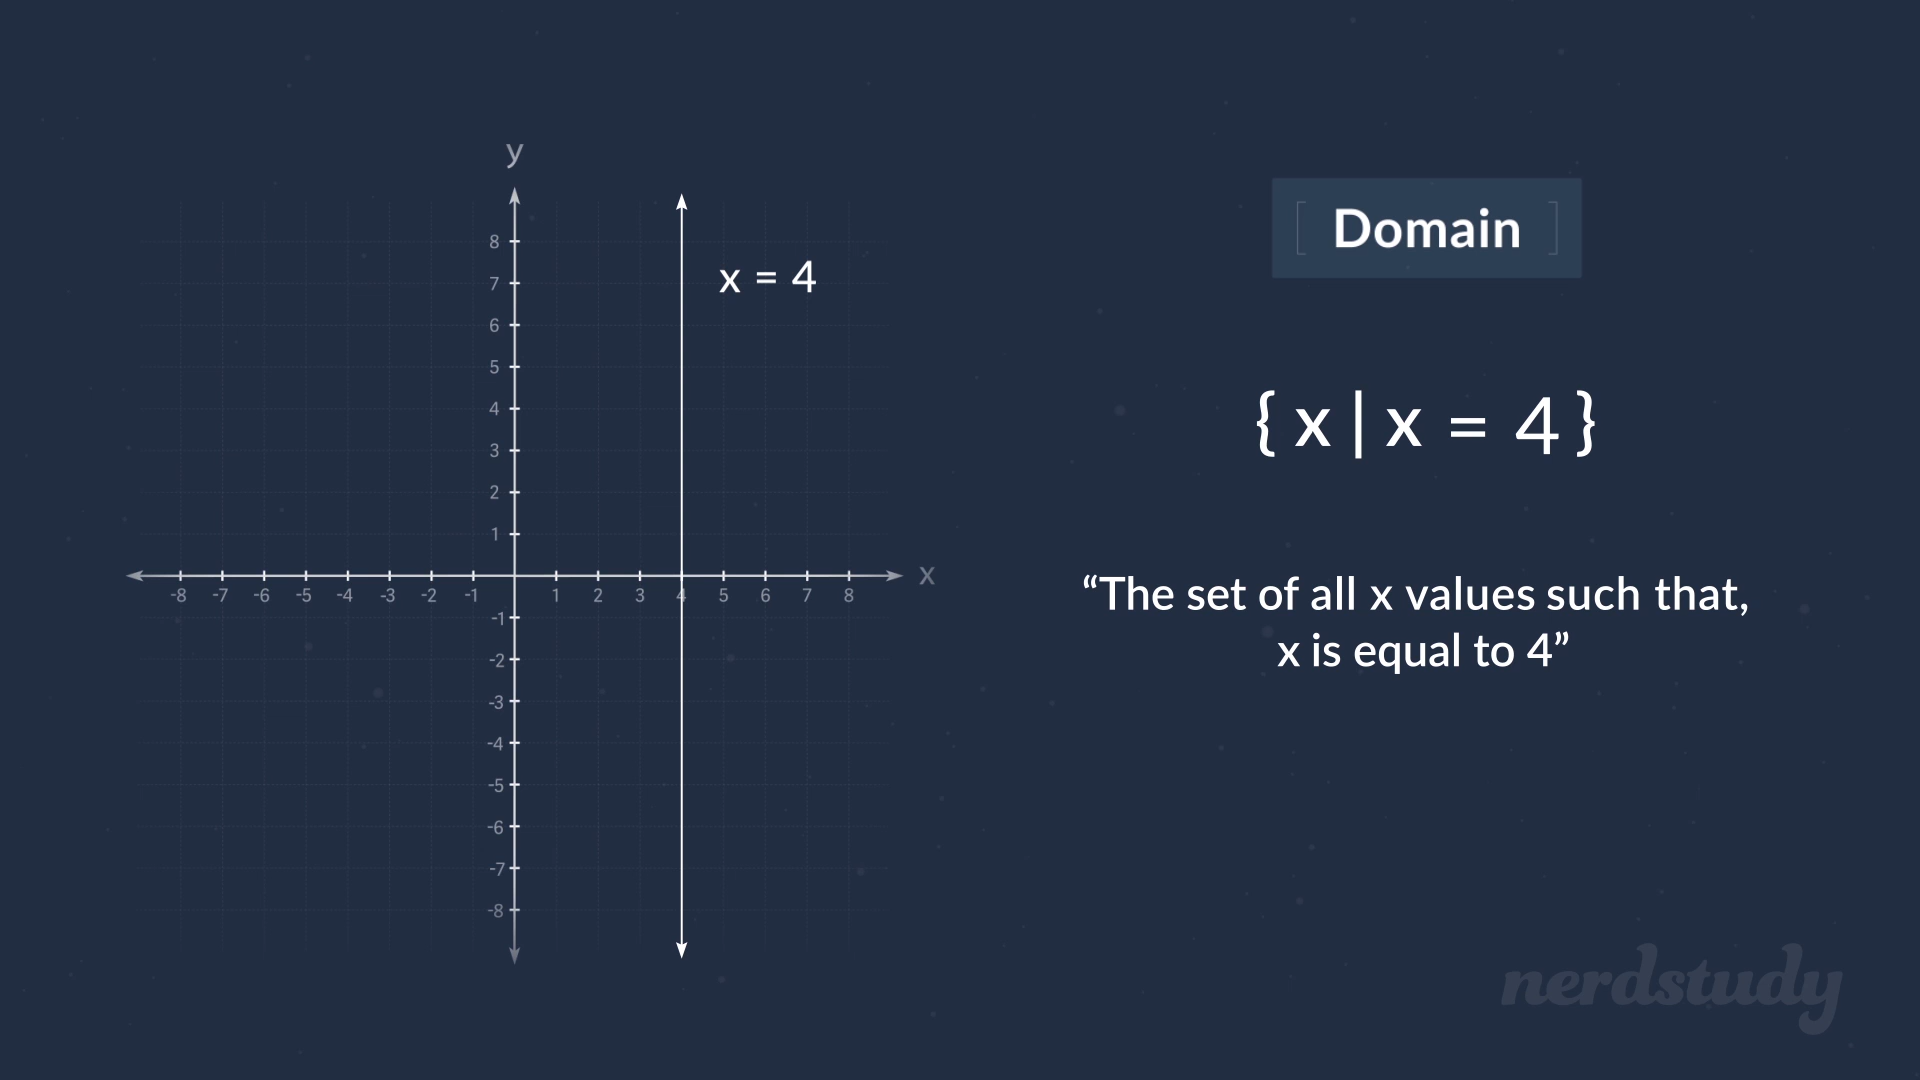 y
8
7
x = 4
6
5
4
3
2
1
x
-8 -7 -6 -5 -4 -3 -2 -1 1 2 3 4 5 6 7 8
-1
-2
-3
-4
-5
-6
-7
-8
Domain
{ x | x = 4 }
“The set of all x values such that,
x is equal to 4”
nerdstudy